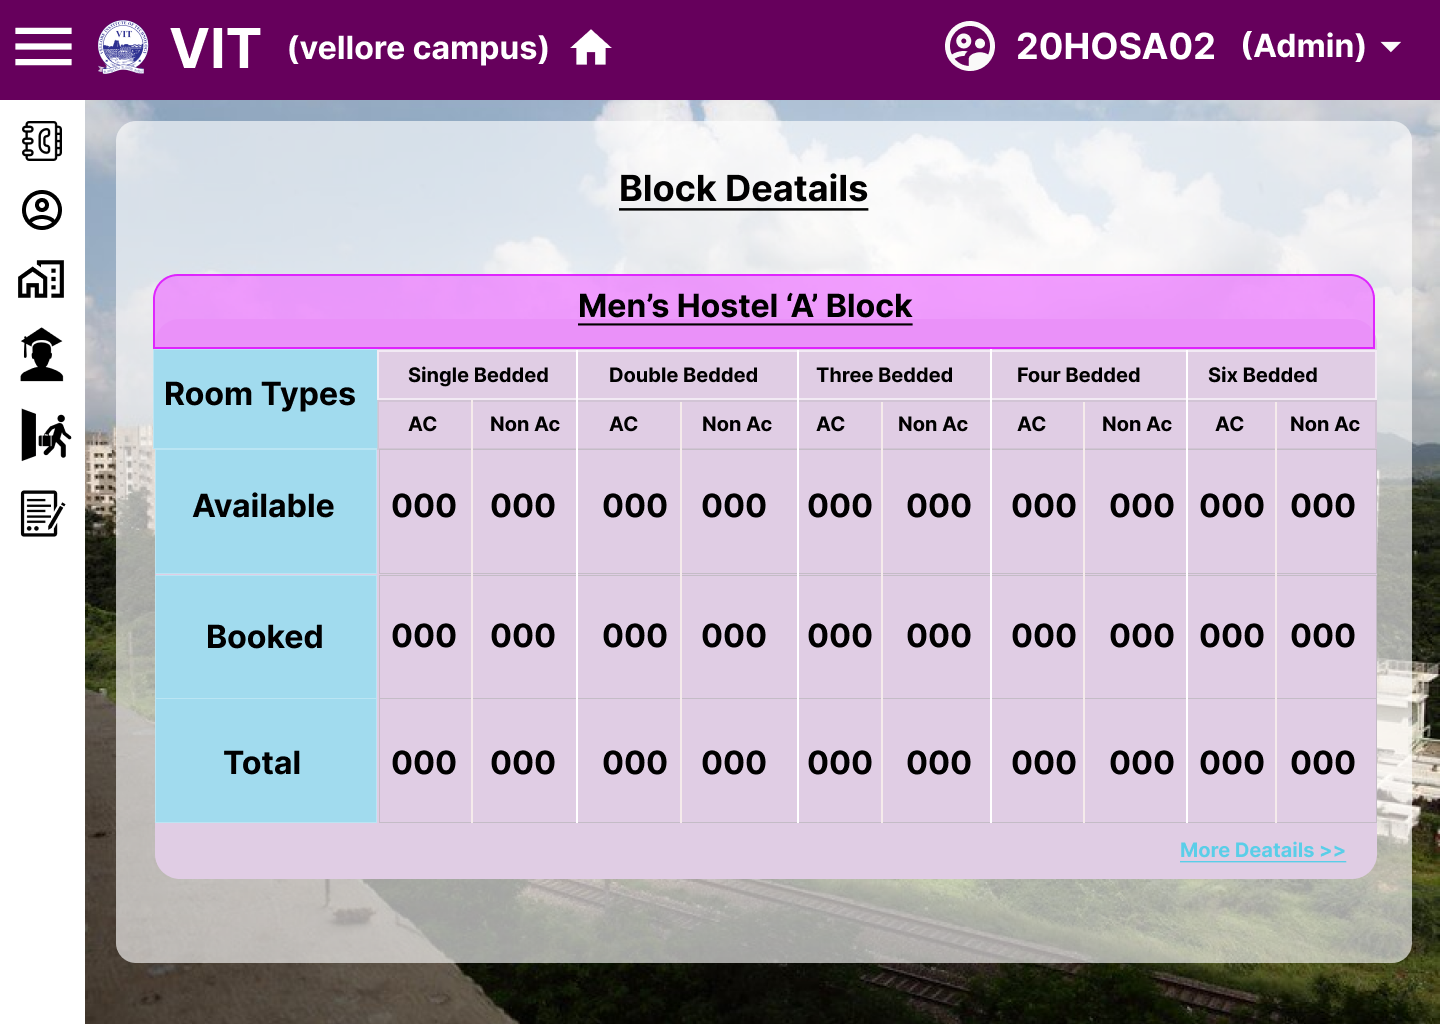 VIT (vellore campus) 20HOSA02 (Admin)
Block Deatails
Men’s Hostel ‘A’ Block
Room Types Single Bedded Double Bedded Three Bedded Four Bedded Six Bedded
AC Non Ac AC Non Ac AC Non Ac AC Non Ac AC Non Ac
Available 000 000 000 000 000 000 000 000 000 000
Booked 000 000 000 000 000 000 000 000 000 000
Total 000 000 000 000 000 000 000 000 000 000
More Deatails >>